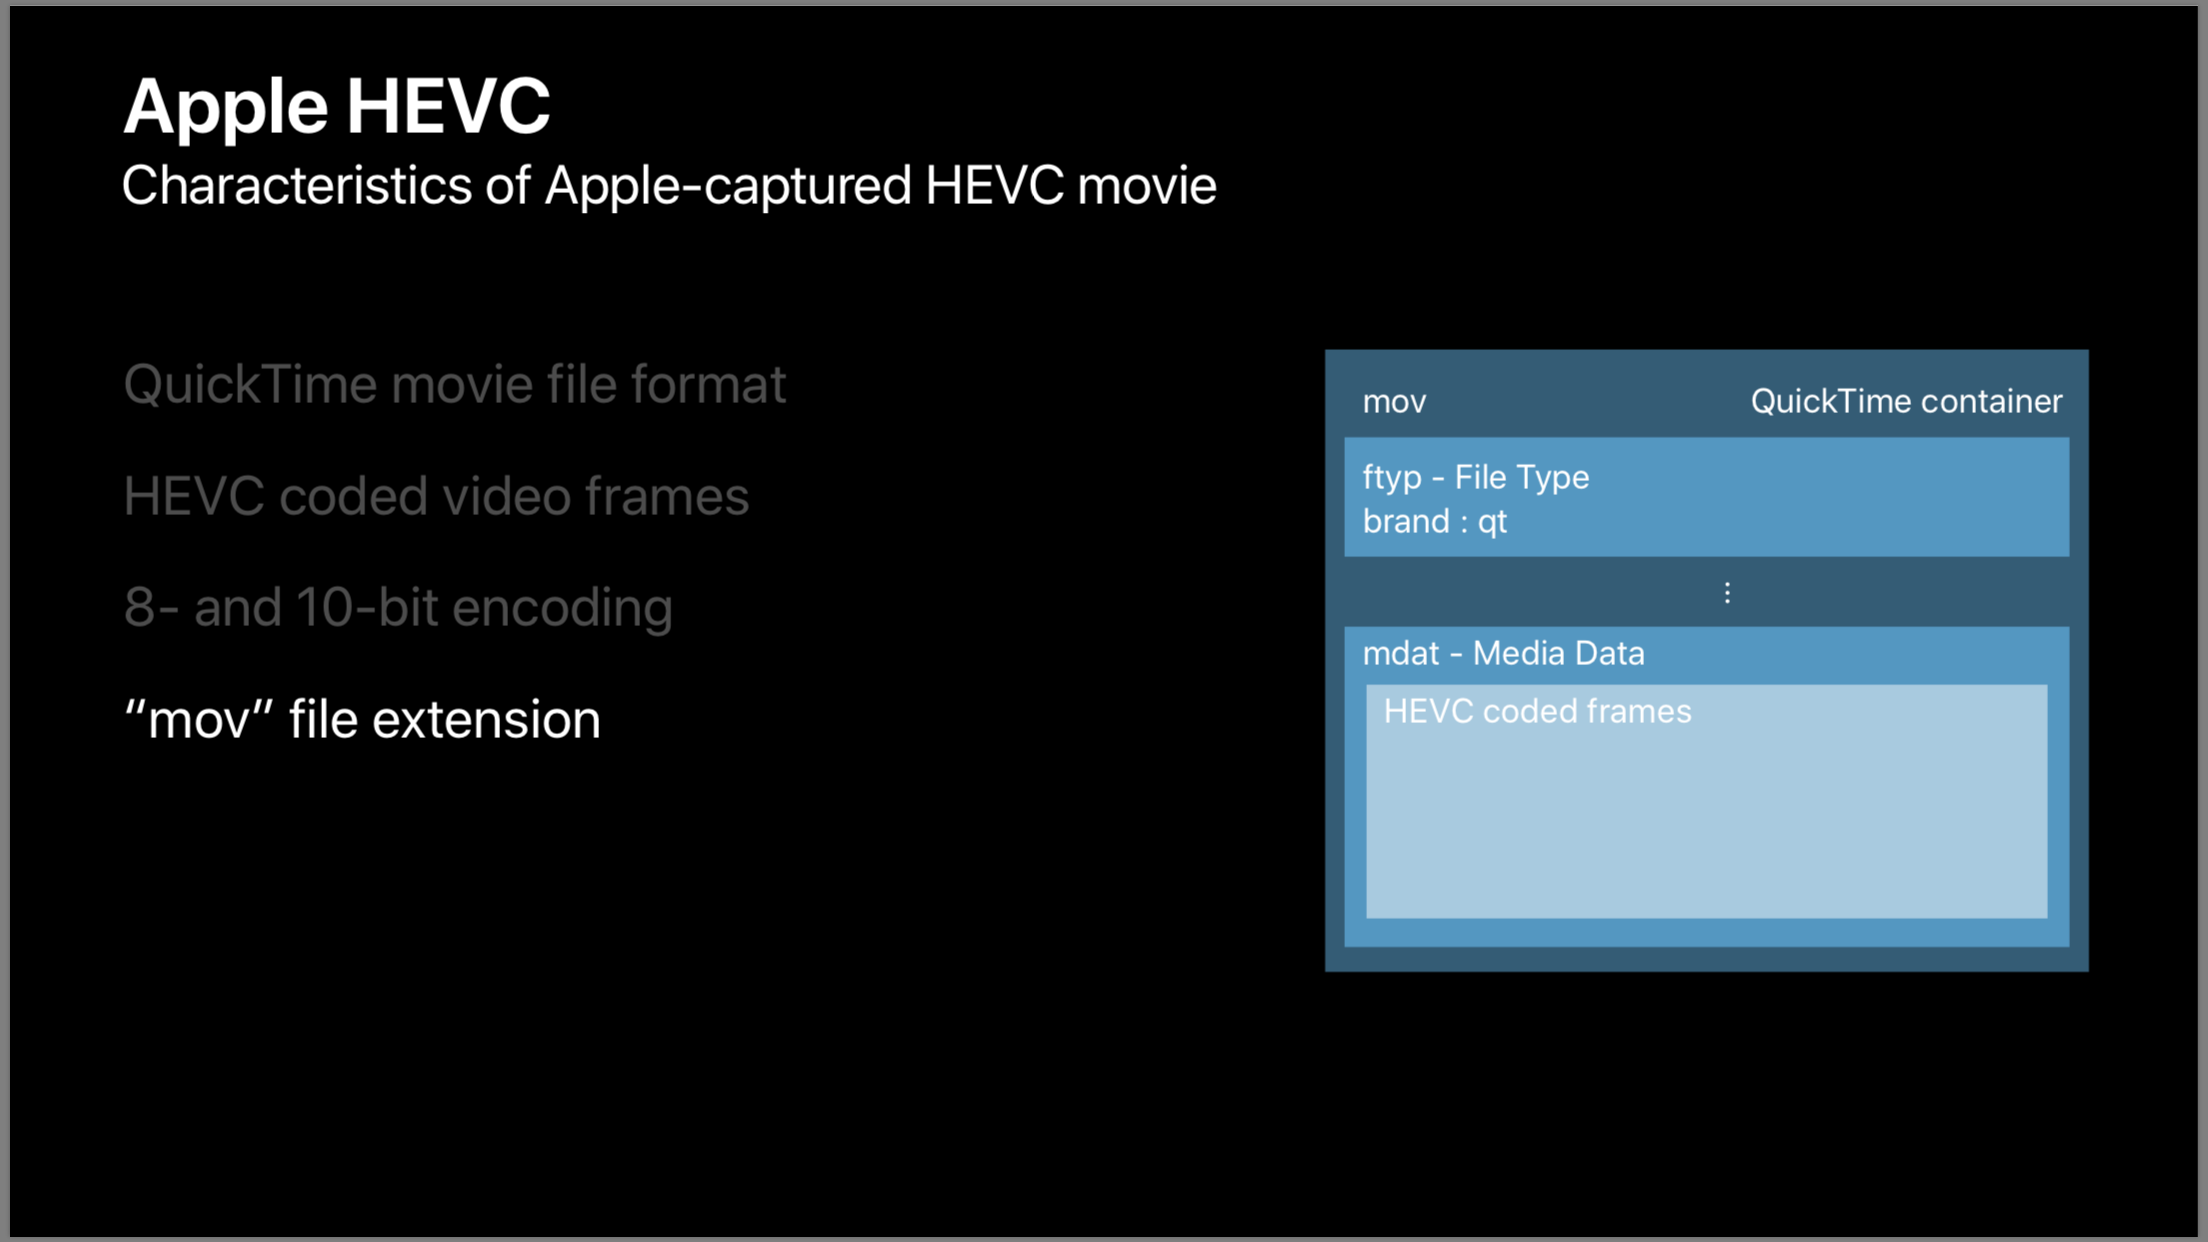 Apple HEVC
Characteristics of Apple-captured HEVC movie
QuickTime movie file format
HEVC coded video frames
8- and 10-bit encoding
“mov” file extension
mov QuickTime container
ftyp - File Type
brand : qt
⋮
mdat - Media Data
HEVC coded frames